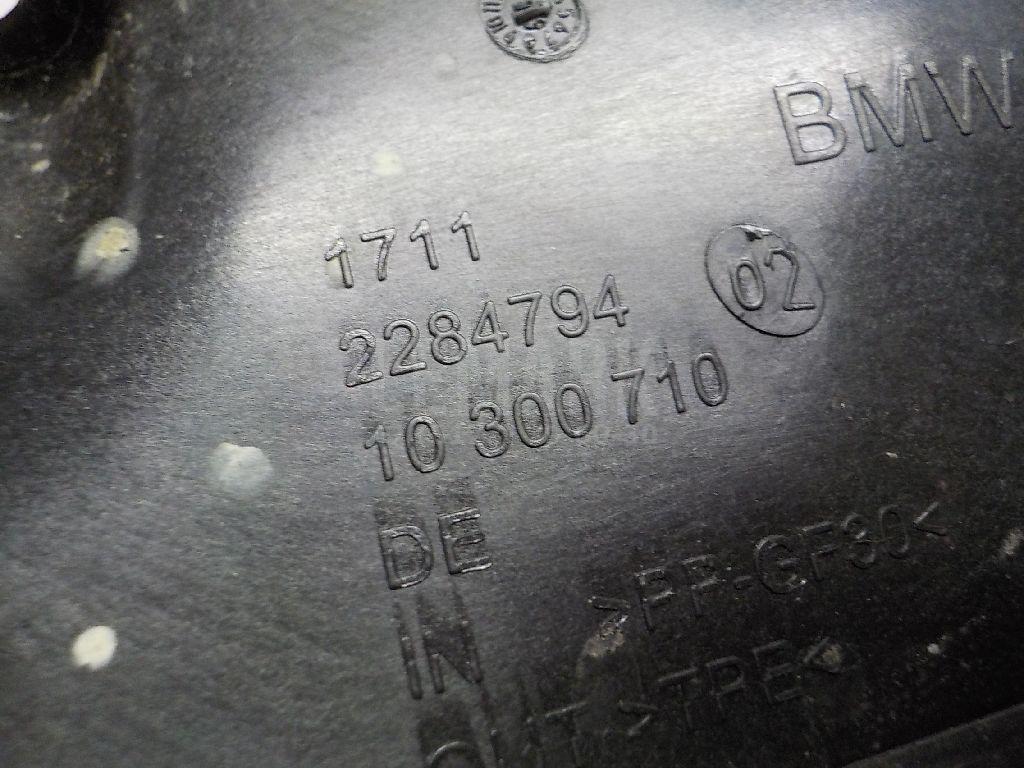 BMW
1711
2284794
02
10 300 710
DE
>PP-GF30<
IN
>TPE<